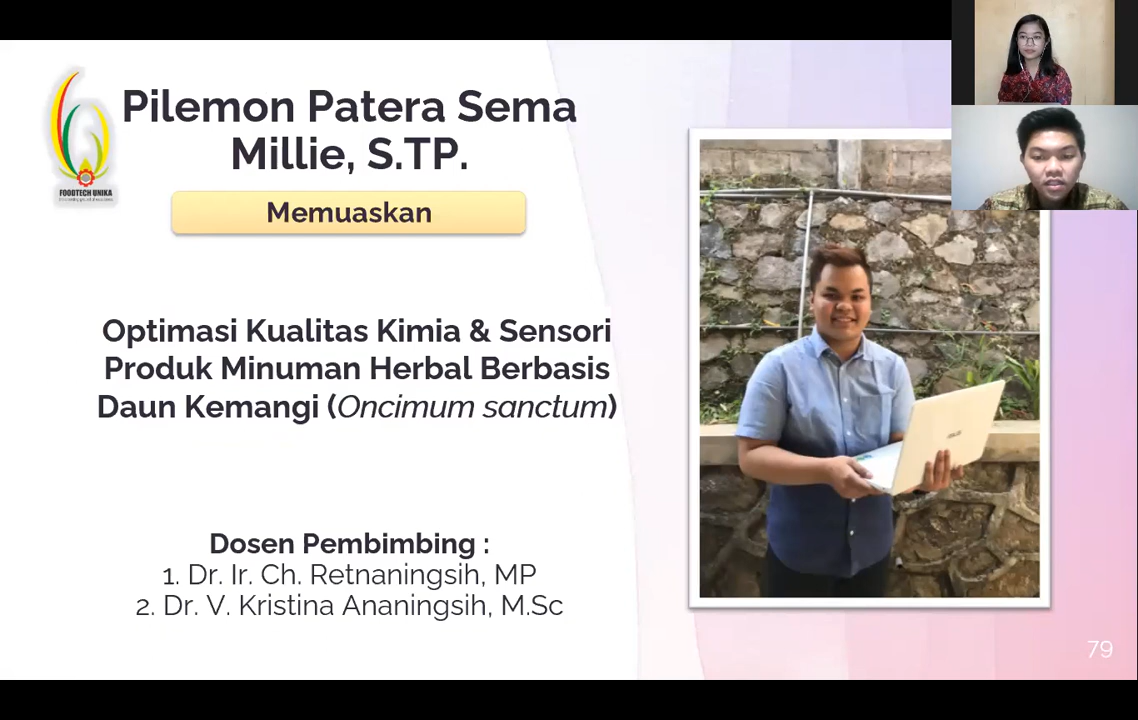 Pilemon Patera Sema
Millie, S.TP.
Memuaskan
FOODTECH UNIKA
Optimasi Kualitas Kimia & Sensori
Produk Minuman Herbal Berbasis
Daun Kemangi (Oncimum sanctum)
Dosen Pembimbing :
1. Dr. Ir. Ch. Retnaningsih, MP
2. Dr. V. Kristina Ananingsih, M.Sc
ASUS
79